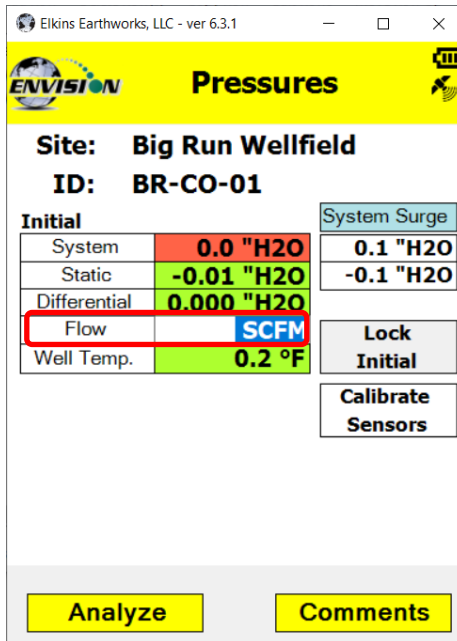 Elkins Earthworks, LLC - ver 6.3.1
ENVISION
Pressures
Site: Big Run Wellfield
ID: BR-CO-01
Initial
System Surge
System 0.0 "H2O 0.1 "H2O
Static -0.01 "H2O -0.1 "H2O
Differential 0.000 "H2O
Flow SCFM
Lock
Initial
Well Temp. 0.2 °F
Calibrate
Sensors
Analyze Comments